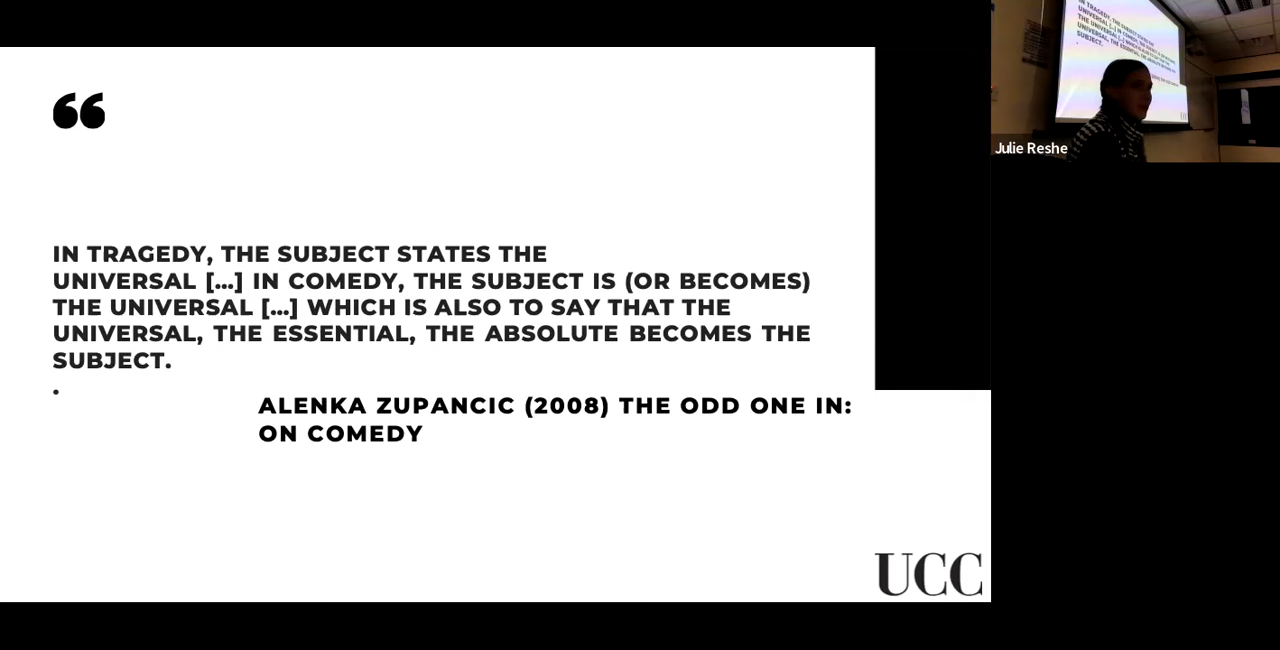 IN TRAGEDY, THE SUBJECT STATES THE
UNIVERSAL [...] IN COMEDY, THE SUBJECT IS (OR BECOMES)
THE UNIVERSAL [...] WHICH IS ALSO TO SAY THAT THE
UNIVERSAL, THE ESSENTIAL, THE ABSOLUTE BECOMES THE
SUBJECT.
.
ALENKA ZUPANCIC (2008) THE ODD ONE IN:
ON COMEDY
UCC
Julie Reshe